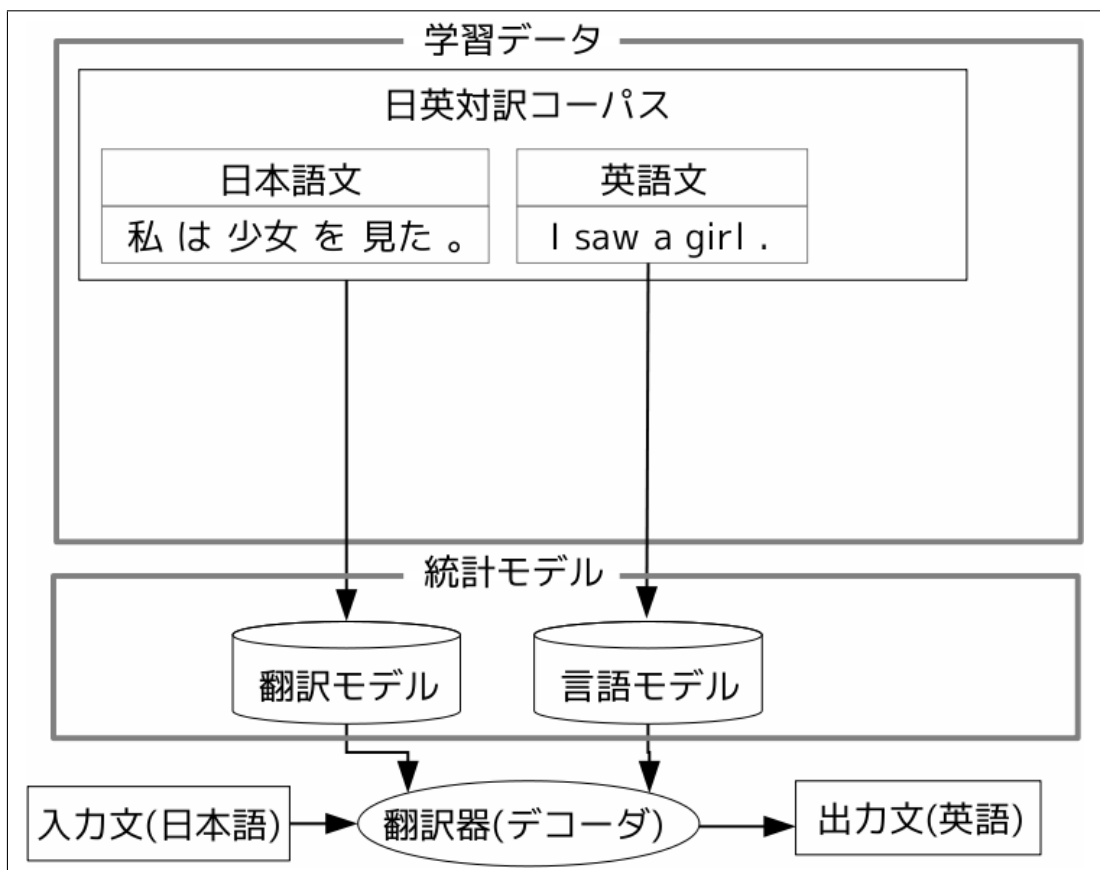 学習データ
日英対訳コーパス
日本語文
英語文
私 は 少女 を 見た 。
I saw a girl .
統計モデル
翻訳モデル
言語モデル
入力文(日本語)
翻訳器(デコーダ)
出力文(英語)